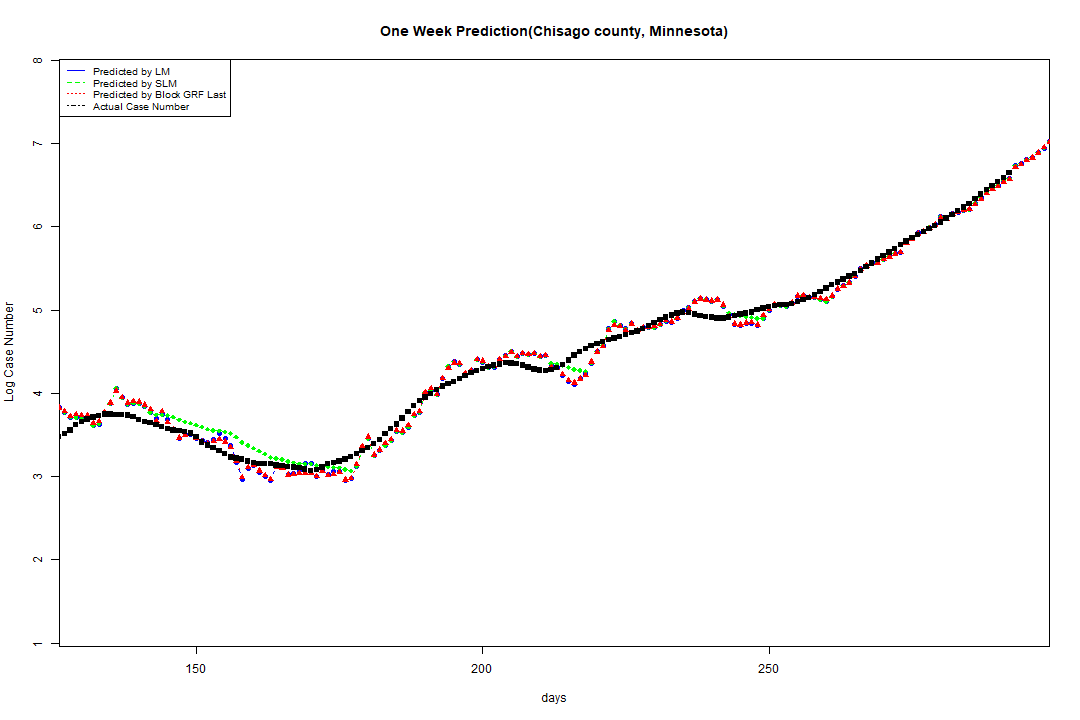 One Week Prediction(Chisago county, Minnesota)
8
Predicted by LM
Predicted by SLM
Predicted by Block GRF Last
Actual Case Number
7
6
5
4
3
2
1
Log Case Number
150
200
250
days